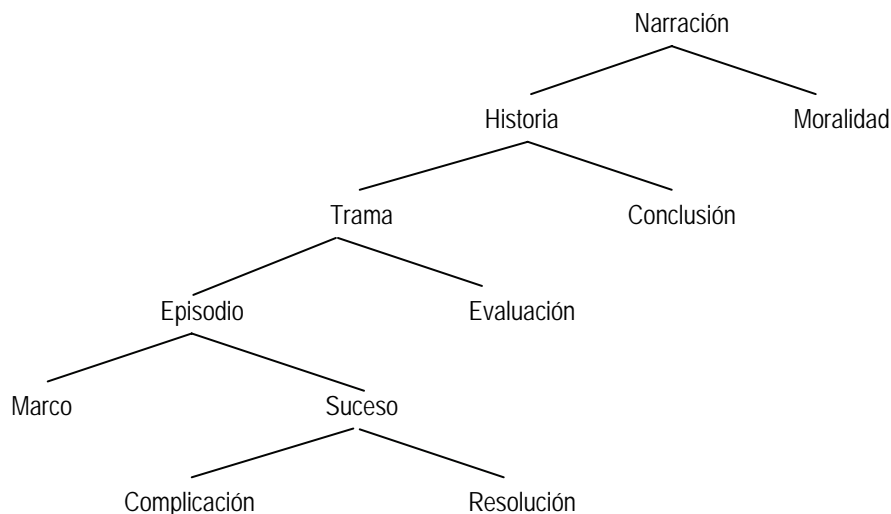 Narración
Historia Moralidad
Trama Conclusión
Episodio Evaluación
Marco Suceso
Complicación Resolución